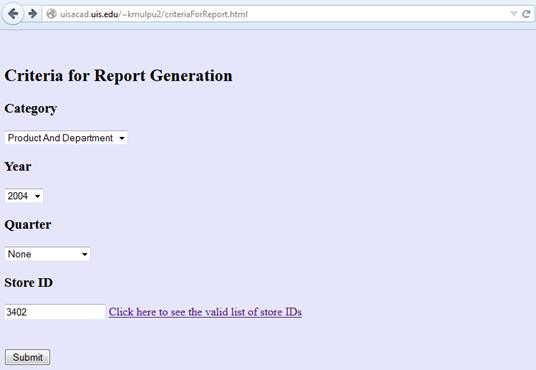 uisacad.uis.edu/~kmulpu2/criteriaForReport.html
Criteria for Report Generation
Category
Product And Department
Year
2004
Quarter
None
Store ID
3402 Click here to see the valid list of store IDs
Submit